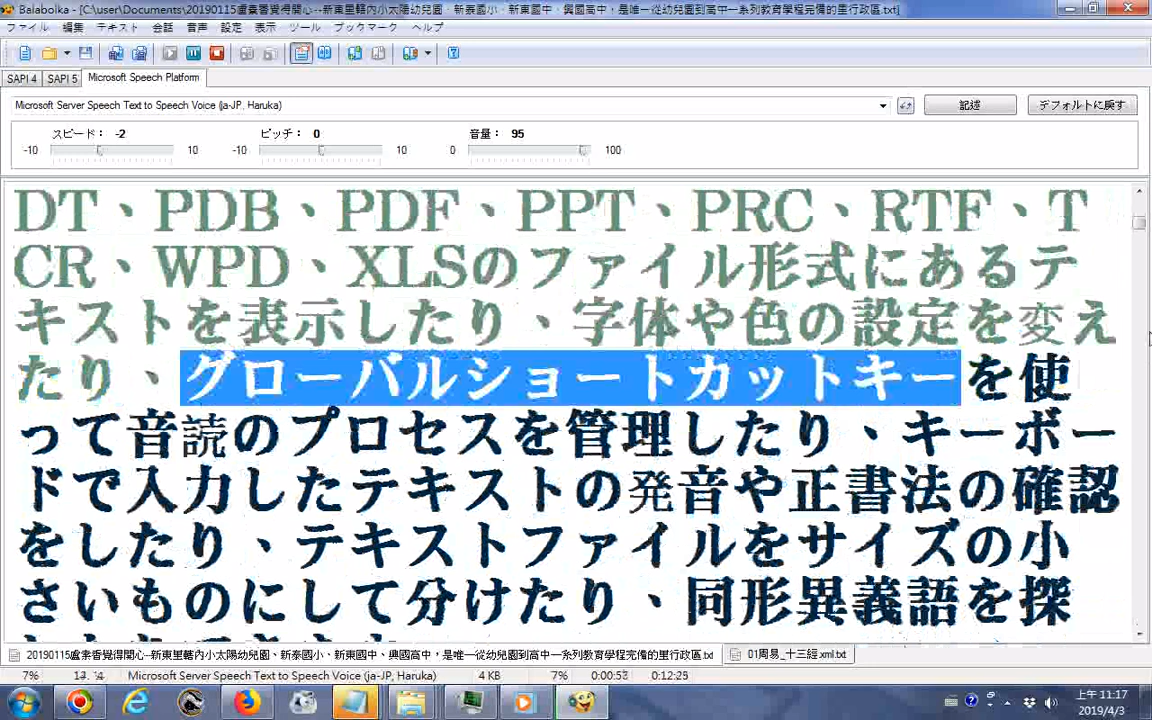 Balabolka - [C:\user\Documents\20190115盧素香覺得開心--新東里轄內小太陽幼兒園、新泰國小、新東國中、興國高中，是唯一從幼兒園到高中一系列教育學程完備的里行政區.txt]
ファイル 編集 テキスト 会話 音声 設定 表示 ツール ブックマーク ヘルプ
SAPI 4 SAPI 5 Microsoft Speech Platform
Microsoft Server Speech Text to Speech Voice (ja-JP, Haruka) 記述 デフォルトに戻す
スピード： -2 ピッチ： 0 音量： 95
-10 10 -10 10 0 100
DT、PDB、PDF、PPT、PRC、RTF、T
CR、WPD、XLSのファイル形式にあるテ
キストを表示したり、字体や色の設定を変え
たり、グローバルショートカットキーを使
って音読のプロセスを管理したり、キーボー
ドで入力したテキストの発音や正書法の確認
をしたり、テキストファイルをサイズの小
さいものにして分けたり、同形異義語を探
20190115盧素香覺得開心--新東里轄內小太陽幼兒園、新泰國小、新東國中、興國高中，是唯一從幼兒園到高中一系列教育學程完備的里行政區.txt 01周易_十三經.xml.txt
7% Microsoft Server Speech Text to Speech Voice (ja-JP, Haruka) 4 KB 7% 0:00:53 0:12:25
上午 11:17
2019/4/3